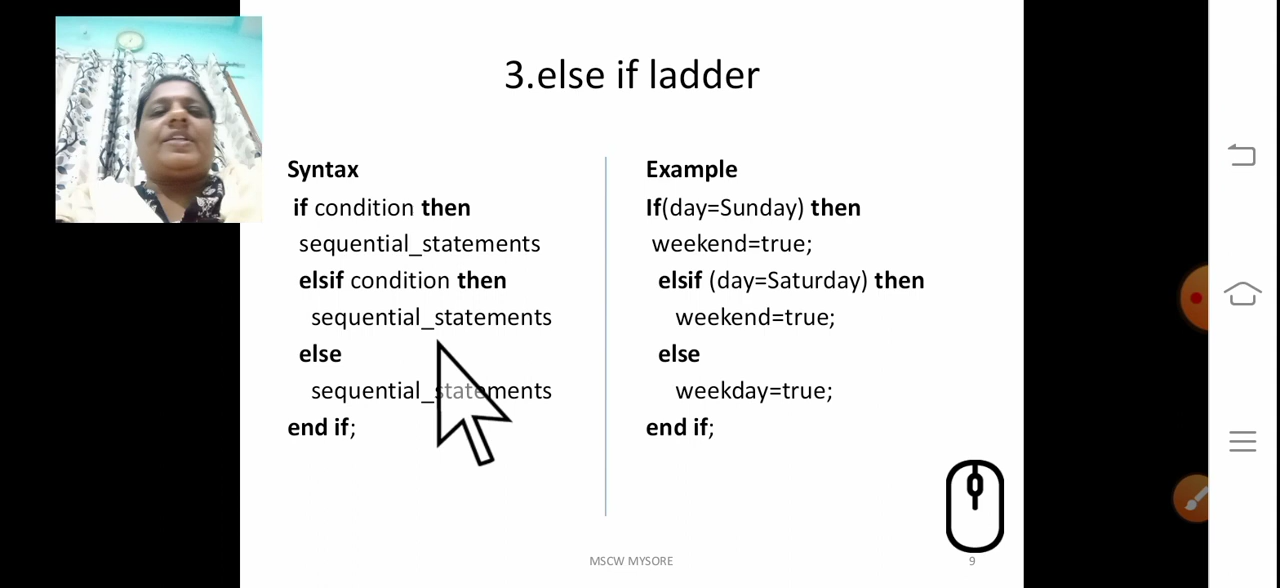 3.else if ladder
Syntax
if condition then
sequential_statements
elsif condition then
sequential_statements
else
sequential_statements
end if;
Example
If(day=Sunday) then
weekend=true;
elsif (day=Saturday) then
weekend=true;
else
weekday=true;
end if;
MSCW MYSORE
9